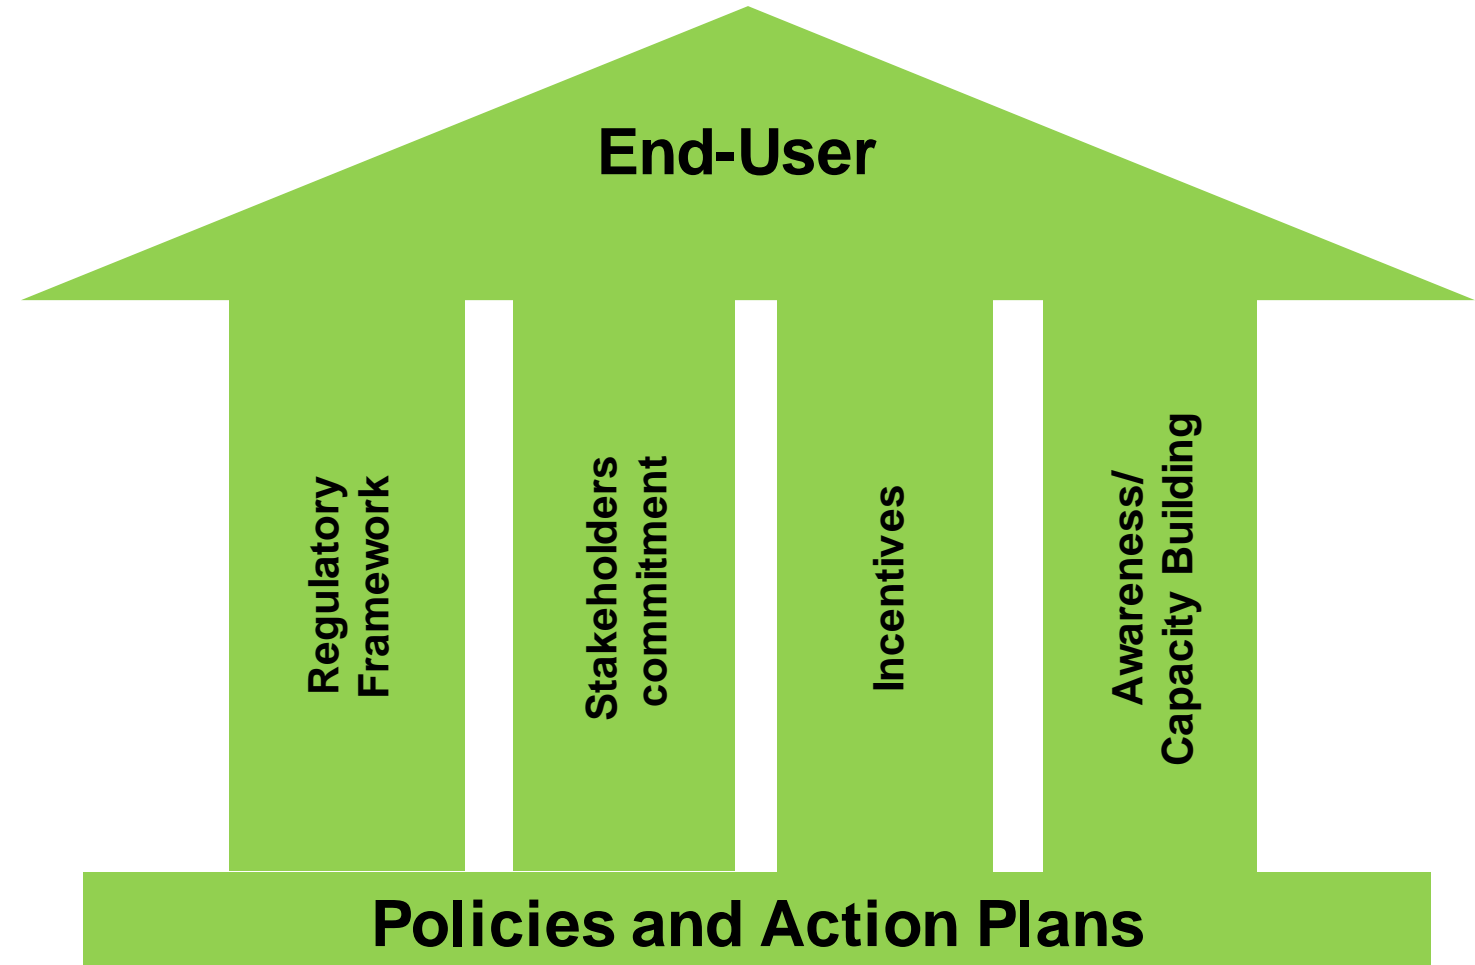 End-User
Regulatory
Framework
Stakeholders
commitment
Incentives
Awareness/
Capacity Building
Policies and Action Plans